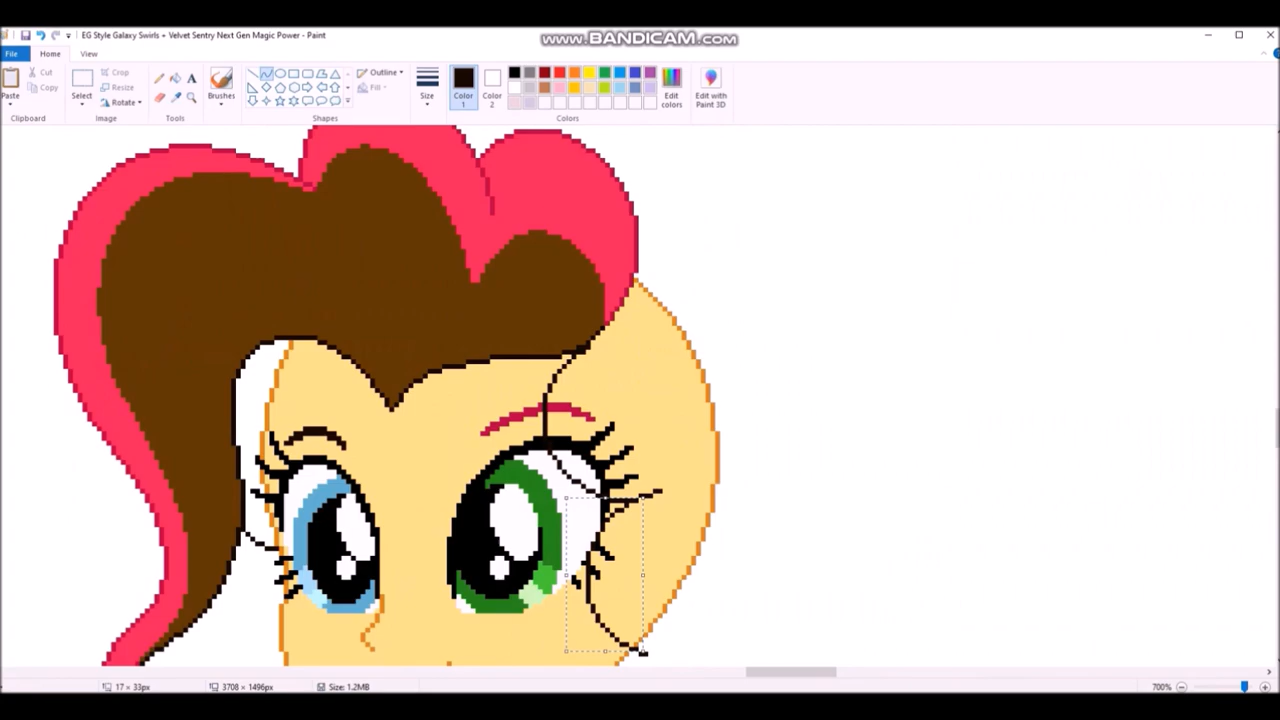 www.BANDICAM.com
EG Style Galaxy Swirls + Velvet Sentry Next Gen Magic Power - Paint
File Home View
Paste
Cut
Copy
Clipboard
Select
Crop
Resize
Rotate
Image
Tools
Brushes
Outline
Fill
Shapes
Size
Color 1
Color 2
Colors
Edit colors
Edit with Paint 3D
17 × 33px
3708 × 1496px
Size: 1.2MB
700%